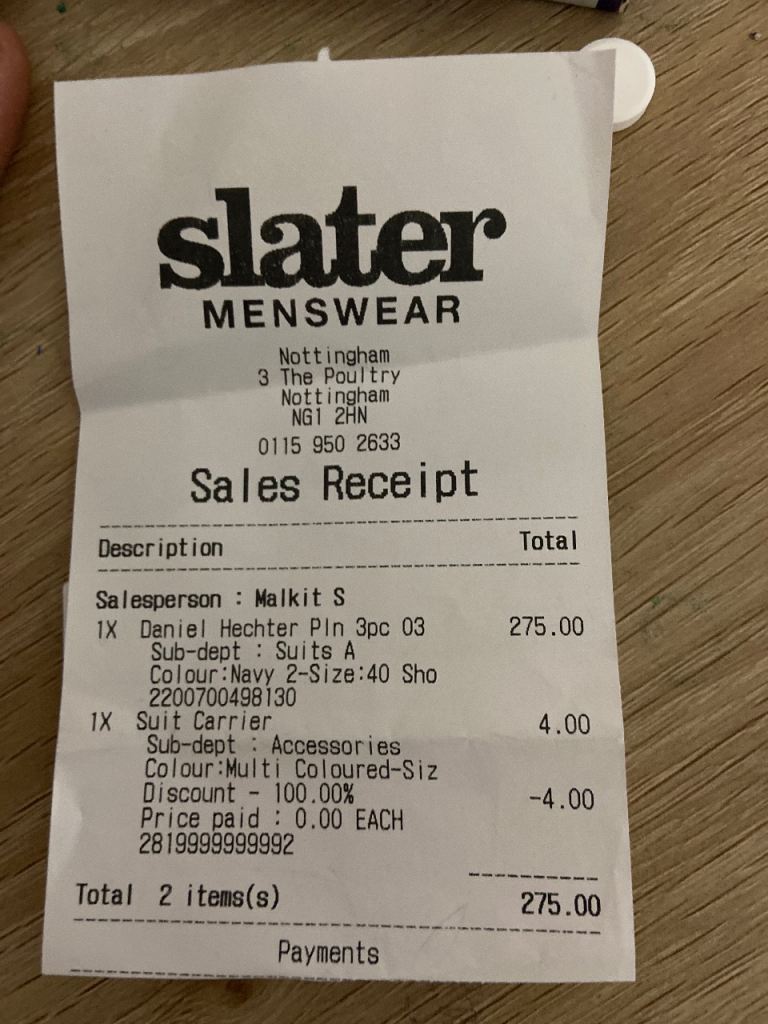 slater
MENSWEAR
Nottingham
3 The Poultry
Nottingham
NG1 2HN
0115 950 2633
Sales Receipt
Description Total
Salesperson : Malkit S
1X Daniel Hechter Pln 3pc 03 275.00
Sub-dept : Suits A
Colour:Navy 2-Size:40 Sho
2200700498130
1X Suit Carrier 4.00
Sub-dept : Accessories
Colour:Multi Coloured-Siz
Discount - 100.00% -4.00
Price paid : 0.00 EACH
2819999999992
Total 2 items(s) 275.00
Payments